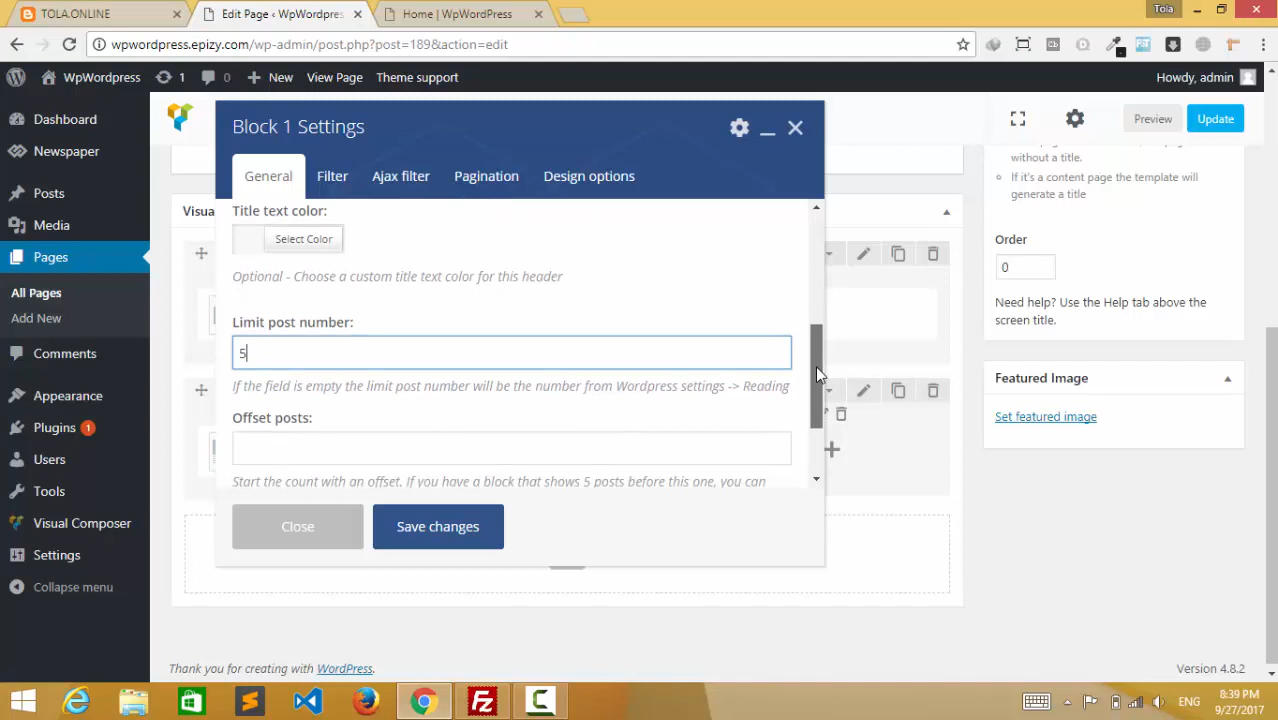 TOLA.ONLINE
Edit Page ‹ WpWordpres
Home | WpWordPress
Tola
wpwordpress.epizy.com/wp-admin/post.php?post=189&action=edit
WpWordpress
1
0
New
View Page
Theme support
Howdy, admin
Dashboard
Newspaper
Posts
Media
Pages
All Pages
Add New
Comments
Appearance
Plugins 1
Users
Tools
Visual Composer
Settings
Collapse menu
Block 1 Settings
General
Filter
Ajax filter
Pagination
Design options
Title text color:
Select Color
Optional - Choose a custom title text color for this header
Limit post number:
5
If the field is empty the limit post number will be the number from Wordpress settings -> Reading
Offset posts:
Start the count with an offset. If you have a block that shows 5 posts before this one, you can
Close
Save changes
Visua
Preview
Update
without a title.
If it's a content page the template will
generate a title
Order
0
Need help? Use the Help tab above the
screen title.
Featured Image
Set featured image
Thank you for creating with WordPress.
Version 4.8.2
ENG
8:39 PM
9/27/2017